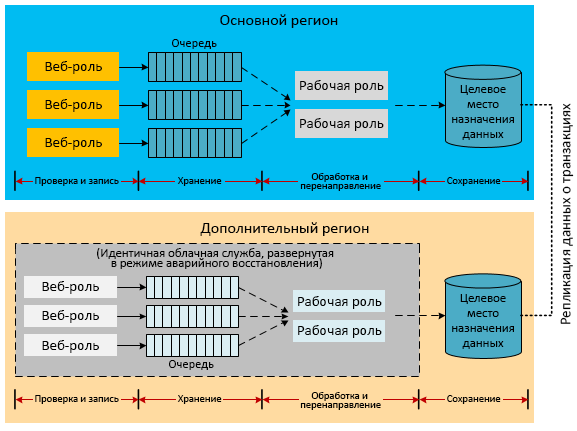 Основной регион
Очередь
Веб-роль
Веб-роль
Веб-роль
Рабочая роль
Рабочая роль
Целевое
место
назначения
данных
Проверка и запись
Хранение
Обработка и
перенаправление
Сохранение
Репликация данных о транзакциях
Дополнительный регион
(Идентичная облачная служба, развернутая
в режиме аварийного восстановления)
Веб-роль
Веб-роль
Веб-роль
Очередь
Рабочая роль
Рабочая роль
Целевое
место
назначения
данных
Проверка и запись
Хранение
Обработка и
перенаправление
Сохранение